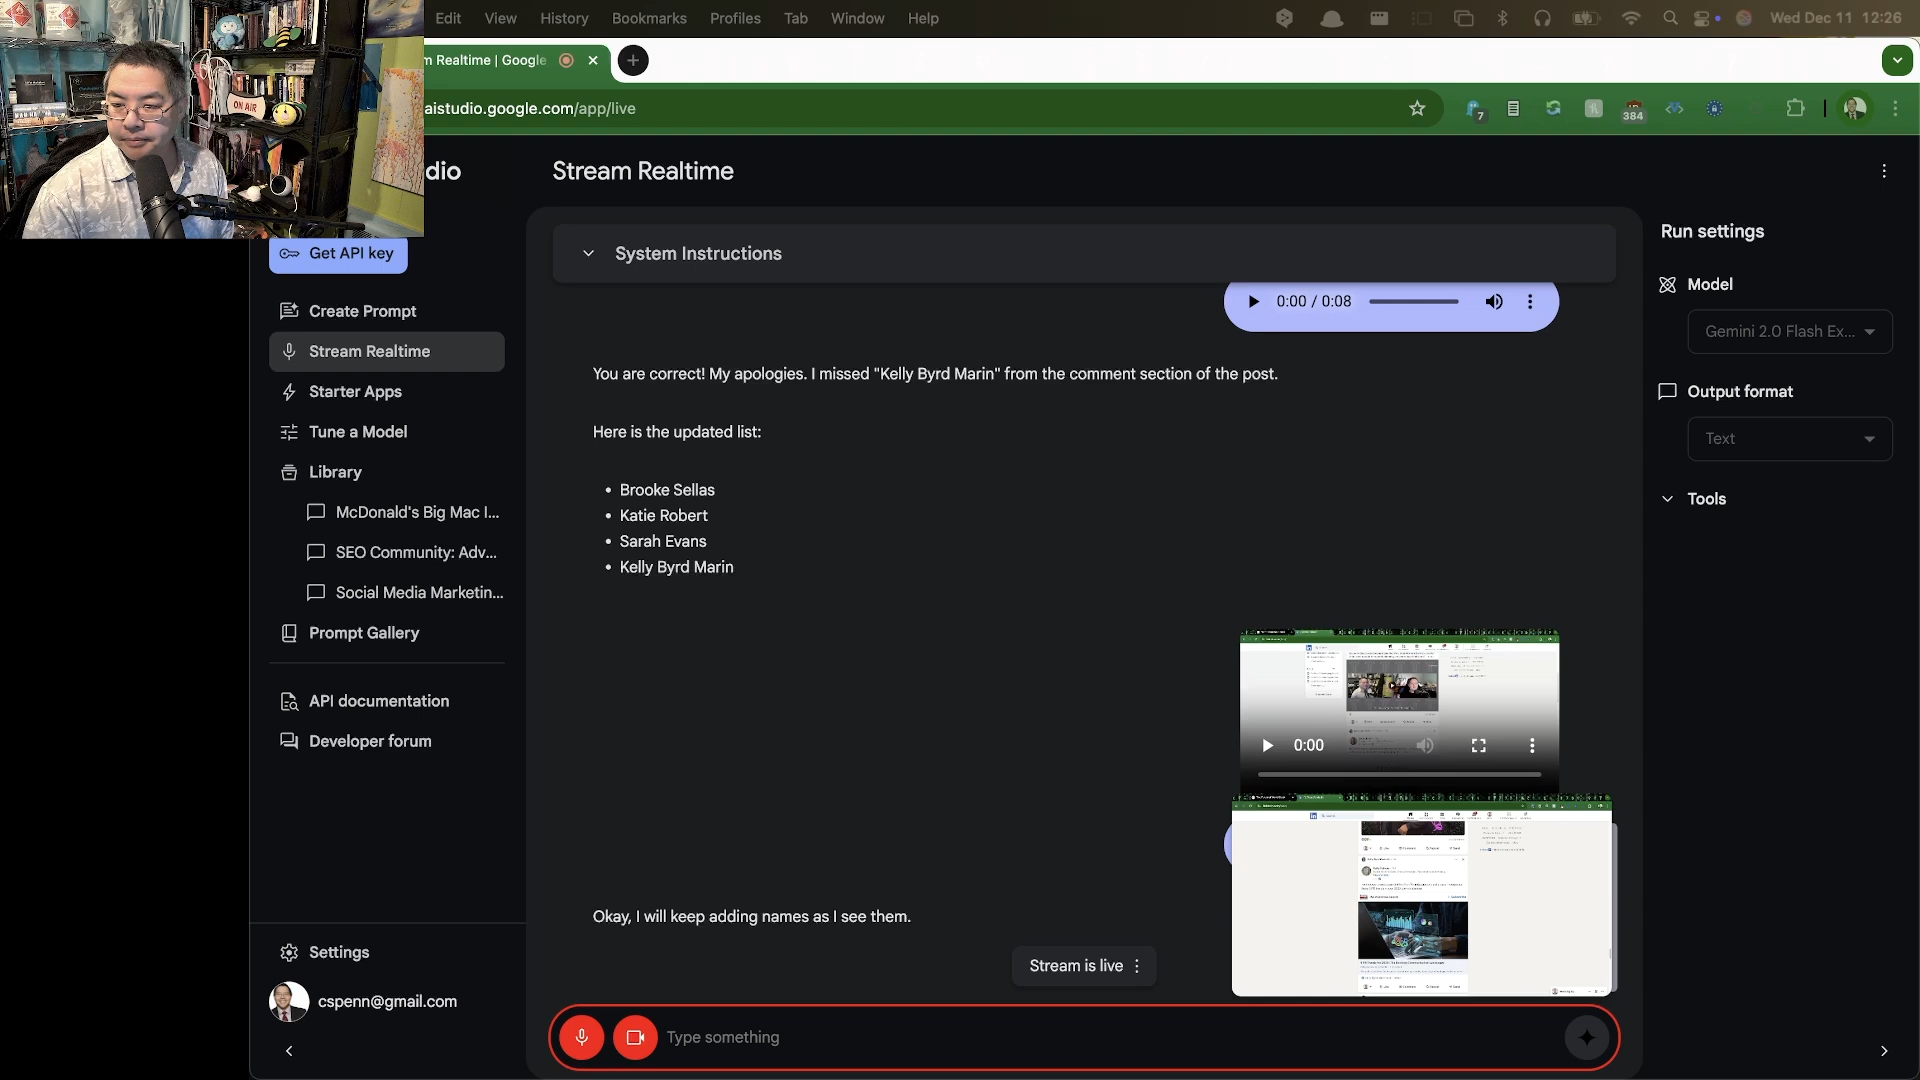 Edit View History Bookmarks Profiles Tab Window Help
Wed Dec 11 12:26
m Realtime | Google
aistudio.google.com/app/live
7
384
ON AIR
dio
Stream Realtime
Get API key
Create Prompt
Stream Realtime
Starter Apps
Tune a Model
Library
McDonald's Big Mac I...
SEO Community: Adv...
Social Media Marketin...
Prompt Gallery
API documentation
Developer forum
Settings
cspenn@gmail.com
System Instructions
0:00 / 0:08
You are correct! My apologies. I missed "Kelly Byrd Marin" from the comment section of the post.
Here is the updated list:
• Brooke Sellas
• Katie Robert
• Sarah Evans
• Kelly Byrd Marin
0:00
Okay, I will keep adding names as I see them.
Stream is live
Type something
Run settings
Model
Gemini 2.0 Flash Ex...
Output format
Text
Tools